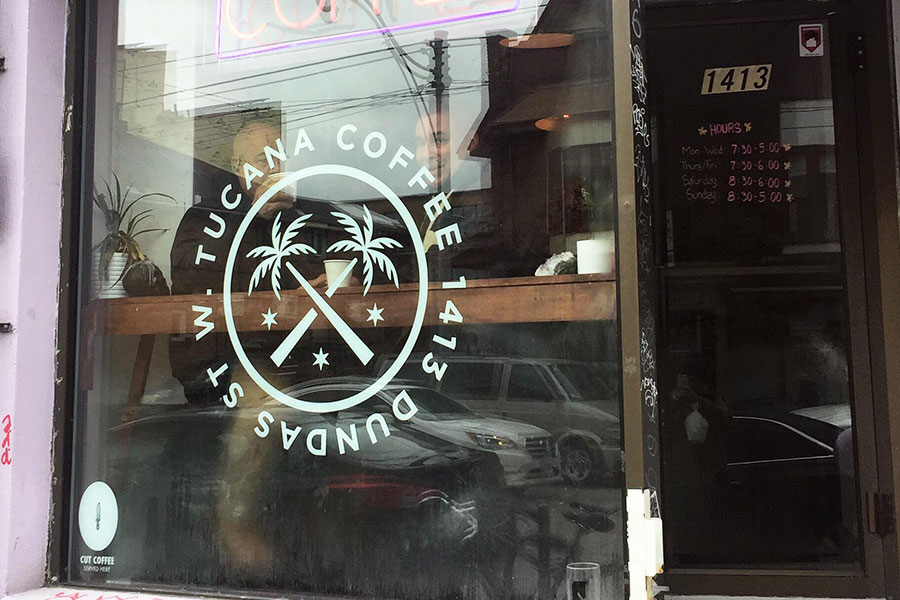 COFFEE
TUCANA COFFEE 1413 DUNDAS ST W.
1413
HOURS
Mon-Wed: 7:30-5:00
Thurs/Fri: 7:30-6:00
Saturday: 8:30-6:00
Sunday: 8:30-5:00
CUT COFFEE
SERVED HERE